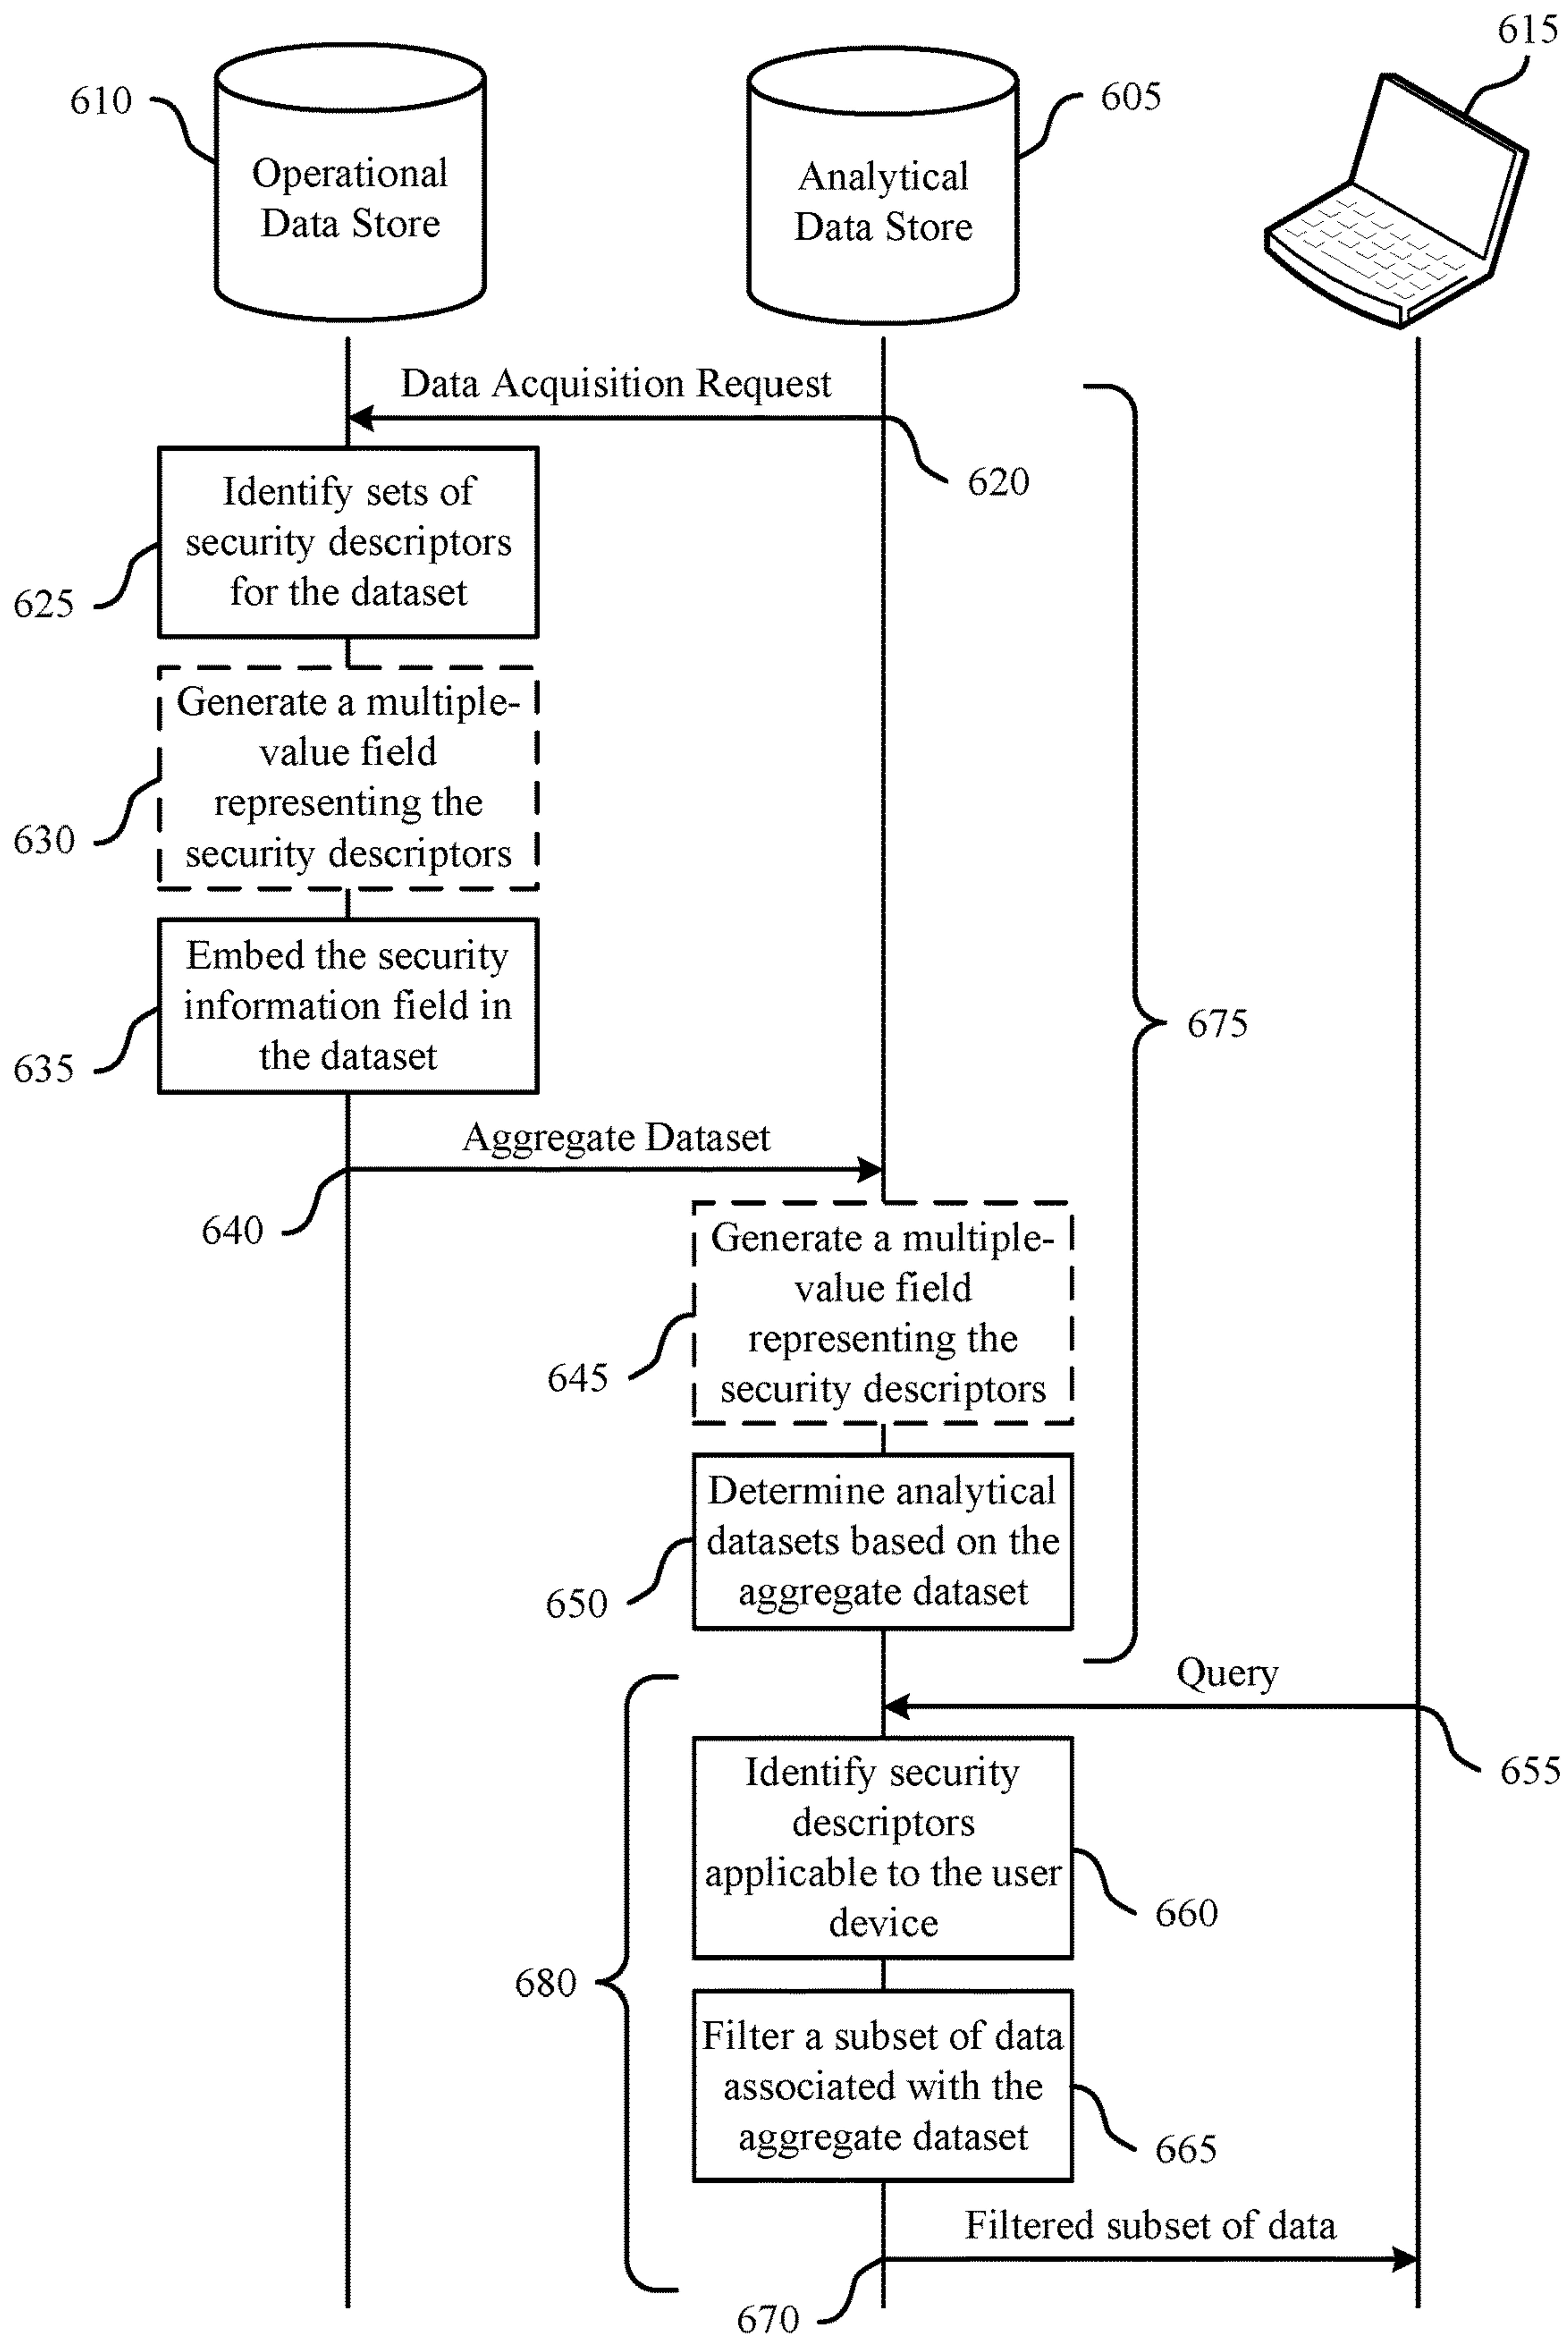 615
610
605
Operational
Data Store
Analytical
Data Store
Data Acquisition Request
620
Identify sets of
security descriptors
for the dataset
625
Generate a multiple-
value field
representing the
security descriptors
630
Embed the security
information field in
the dataset
635
675
Aggregate Dataset
640
Generate a multiple-
value field
representing the
security descriptors
645
Determine analytical
datasets based on the
aggregate dataset
650
Query
655
Identify security
descriptors
applicable to the user
device
660
680
Filter a subset of data
associated with the
aggregate dataset
665
Filtered subset of data
670